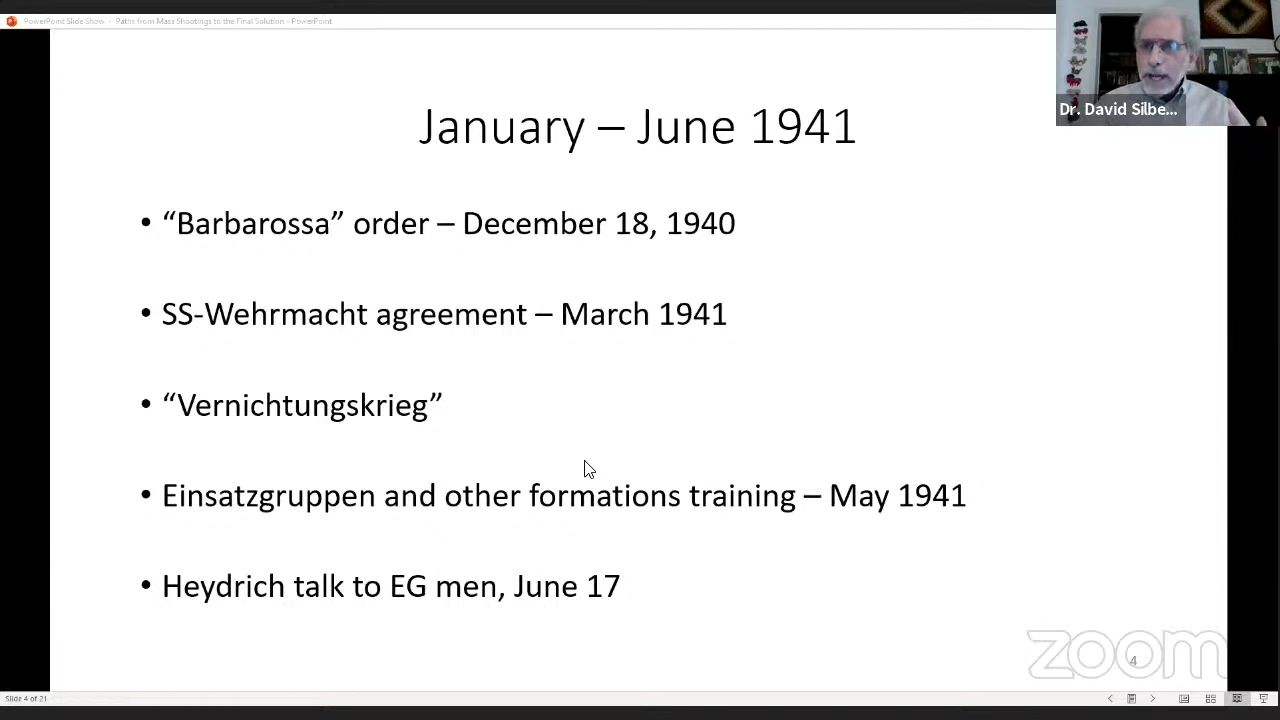 PowerPoint Slide Show - Paths from Mass Shootings to the Final Solution - PowerPoint
Dr. David Silbe...
January – June 1941
• “Barbarossa” order – December 18, 1940
• SS-Wehrmacht agreement – March 1941
• “Vernichtungskrieg”
• Einsatzgruppen and other formations training – May 1941
• Heydrich talk to EG men, June 17
zoom
4
Slide 4 of 21